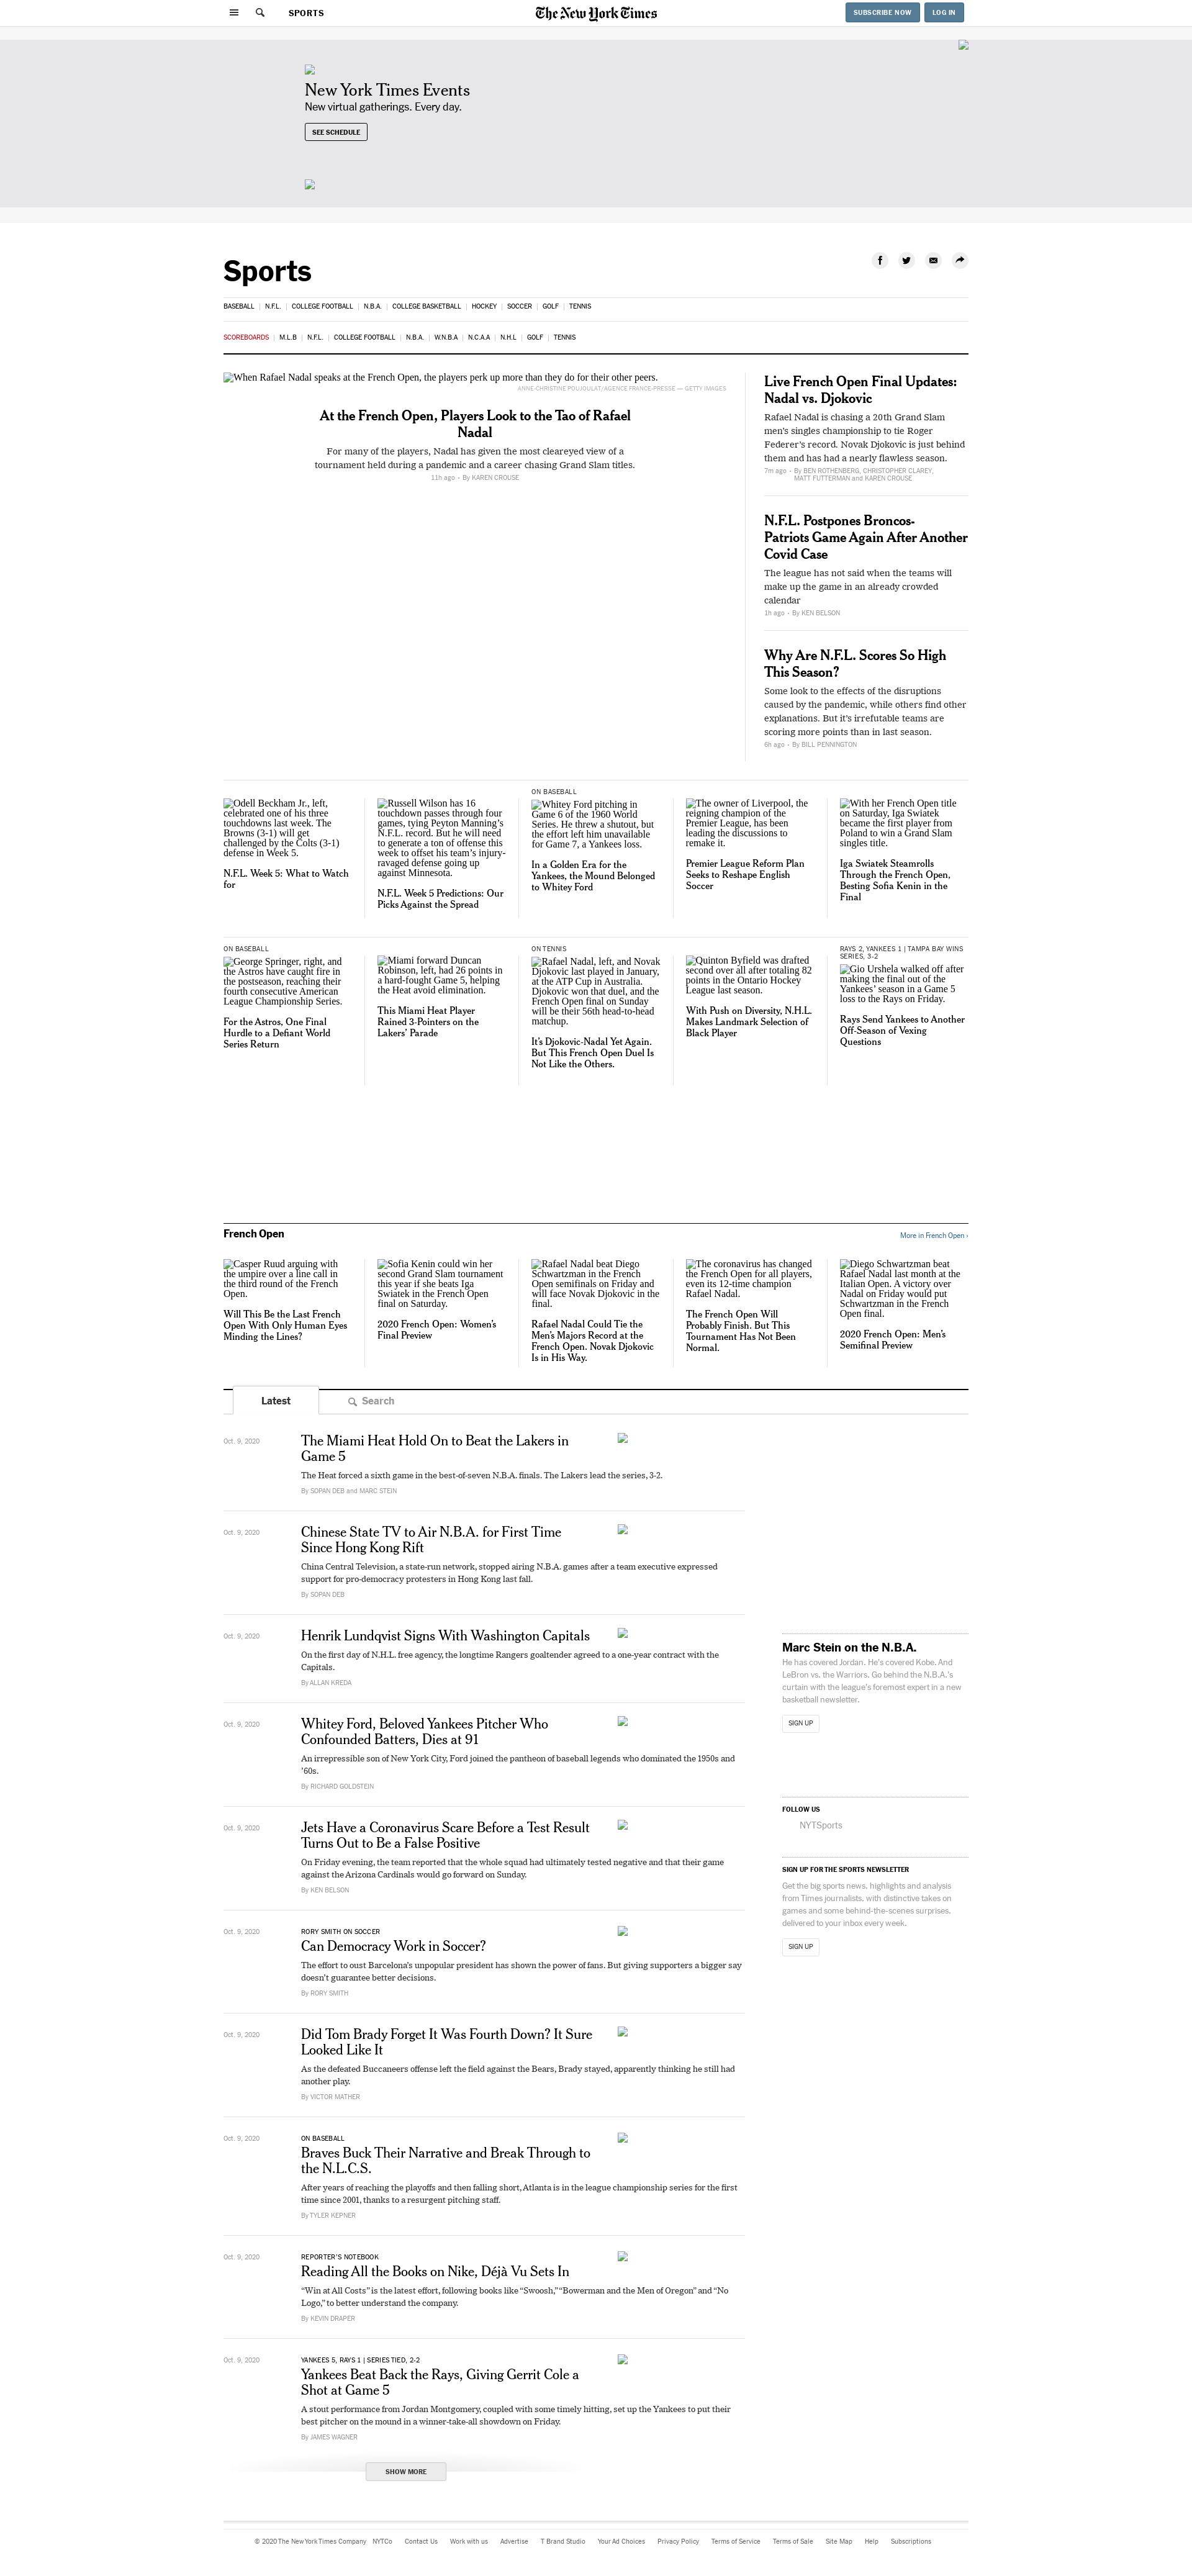 SPORTS
The New York Times
SUBSCRIBE NOW
LOG IN
New York Times Events
New virtual gatherings. Every day.
SEE SCHEDULE
Sports
BASEBALL | N.F.L. | COLLEGE FOOTBALL | N.B.A. | COLLEGE BASKETBALL | HOCKEY | SOCCER | GOLF | TENNIS
SCOREBOARDS | M.L.B | N.F.L. | COLLEGE FOOTBALL | N.B.A. | W.N.B.A | N.C.A.A | N.H.L | GOLF | TENNIS
When Rafael Nadal speaks at the French Open, the players perk up more than they do for their other peers.
ANNE-CHRISTINE POUJOULAT/AGENCE FRANCE-PRESSE — GETTY IMAGES
At the French Open, Players Look to the Tao of Rafael
Nadal
For many of the players, Nadal has given the most cleareyed view of a
tournament held during a pandemic and a career chasing Grand Slam titles.
11h ago • By KAREN CROUSE
Live French Open Final Updates:
Nadal vs. Djokovic
Rafael Nadal is chasing a 20th Grand Slam
men's singles championship to tie Roger
Federer's record. Novak Djokovic is just behind
them and has had a nearly flawless season.
7m ago • By BEN ROTHENBERG, CHRISTOPHER CLAREY,
MATT FUTTERMAN and KAREN CROUSE
N.F.L. Postpones Broncos-
Patriots Game Again After Another
Covid Case
The league has not said when the teams will
make up the game in an already crowded
calendar
1h ago • By KEN BELSON
Why Are N.F.L. Scores So High
This Season?
Some look to the effects of the disruptions
caused by the pandemic, while others find other
explanations. But it's irrefutable teams are
scoring more points than in last season.
6h ago • By BILL PENNINGTON
Odell Beckham Jr., left,
celebrated one of his three
touchdowns last week. The
Browns (3-1) will get
challenged by the Colts (3-1)
defense in Week 5.
N.F.L. Week 5: What to Watch
for
Russell Wilson has 16
touchdown passes through four
games, tying Peyton Manning's
N.F.L. record. But he will need
to generate a ton of offense this
week to offset his team's injury-
ravaged defense going up
against Minnesota.
N.F.L. Week 5 Predictions: Our
Picks Against the Spread
ON BASEBALL
Whitey Ford pitching in
Game 6 of the 1960 World
Series. He threw a shutout, but
the effort left him unavailable
for Game 7, a Yankees loss.
In a Golden Era for the
Yankees, the Mound Belonged
to Whitey Ford
The owner of Liverpool, the
reigning champion of the
Premier League, has been
leading the discussions to
remake it.
Premier League Reform Plan
Seeks to Reshape English
Soccer
With her French Open title
on Saturday, Iga Swiatek
became the first player from
Poland to win a Grand Slam
singles title.
Iga Swiatek Steamrolls
Through the French Open,
Besting Sofia Kenin in the
Final
ON BASEBALL
George Springer, right, and
the Astros have caught fire in
the postseason, reaching their
fourth consecutive American
League Championship Series.
For the Astros, One Final
Hurdle to a Defiant World
Series Return
Miami forward Duncan
Robinson, left, had 26 points in
a hard-fought Game 5, helping
the Heat avoid elimination.
This Miami Heat Player
Rained 3-Pointers on the
Lakers' Parade
ON TENNIS
Rafael Nadal, left, and Novak
Djokovic last played in January,
at the ATP Cup in Australia.
Djokovic won that duel, and the
French Open final on Sunday
will be their 56th head-to-head
matchup.
It's Djokovic-Nadal Yet Again.
But This French Open Duel Is
Not Like the Others.
Quinton Byfield was drafted
second over all after totaling 82
points in the Ontario Hockey
League last season.
With Push on Diversity, N.H.L.
Makes Landmark Selection of
Black Player
RAYS 2, YANKEES 1 | TAMPA BAY WINS
SERIES, 3-2
Gio Urshela walked off after
making the final out of the
Yankees' season in a Game 5
loss to the Rays on Friday.
Rays Send Yankees to Another
Off-Season of Vexing
Questions
French Open
More in French Open ›
Casper Ruud arguing with
the umpire over a line call in
the third round of the French
Open.
Will This Be the Last French
Open With Only Human Eyes
Minding the Lines?
Sofia Kenin could win her
second Grand Slam tournament
this year if she beats Iga
Swiatek in the French Open
final on Saturday.
2020 French Open: Women's
Final Preview
Rafael Nadal beat Diego
Schwartzman in the French
Open semifinals on Friday and
will face Novak Djokovic in the
final.
Rafael Nadal Could Tie the
Men's Majors Record at the
French Open. Novak Djokovic
Is in His Way.
The coronavirus has changed
the French Open for all players,
even its 12-time champion
Rafael Nadal.
The French Open Will
Probably Finish. But This
Tournament Has Not Been
Normal.
Diego Schwartzman beat
Rafael Nadal last month at the
Italian Open. A victory over
Nadal on Friday would put
Schwartzman in the French
Open final.
2020 French Open: Men's
Semifinal Preview
Latest
Search
Oct. 9, 2020
The Miami Heat Hold On to Beat the Lakers in
Game 5
The Heat forced a sixth game in the best-of-seven N.B.A. finals. The Lakers lead the series, 3-2.
By SOPAN DEB and MARC STEIN
Oct. 9, 2020
Chinese State TV to Air N.B.A. for First Time
Since Hong Kong Rift
China Central Television, a state-run network, stopped airing N.B.A. games after a team executive expressed
support for pro-democracy protesters in Hong Kong last fall.
By SOPAN DEB
Oct. 9, 2020
Henrik Lundqvist Signs With Washington Capitals
On the first day of N.H.L. free agency, the longtime Rangers goaltender agreed to a one-year contract with the
Capitals.
By ALLAN KREDA
Oct. 9, 2020
Whitey Ford, Beloved Yankees Pitcher Who
Confounded Batters, Dies at 91
An irrepressible son of New York City, Ford joined the pantheon of baseball legends who dominated the 1950s and
'60s.
By RICHARD GOLDSTEIN
Oct. 9, 2020
Jets Have a Coronavirus Scare Before a Test Result
Turns Out to Be a False Positive
On Friday evening, the team reported that the whole squad had ultimately tested negative and that their game
against the Arizona Cardinals would go forward on Sunday.
By KEN BELSON
Oct. 9, 2020
RORY SMITH ON SOCCER
Can Democracy Work in Soccer?
The effort to oust Barcelona's unpopular president has shown the power of fans. But giving supporters a bigger say
doesn't guarantee better decisions.
By RORY SMITH
Oct. 9, 2020
Did Tom Brady Forget It Was Fourth Down? It Sure
Looked Like It
As the defeated Buccaneers offense left the field against the Bears, Brady stayed, apparently thinking he still had
another play.
By VICTOR MATHER
Oct. 9, 2020
ON BASEBALL
Braves Buck Their Narrative and Break Through to
the N.L.C.S.
After years of reaching the playoffs and then falling short, Atlanta is in the league championship series for the first
time since 2001, thanks to a resurgent pitching staff.
By TYLER KEPNER
Oct. 9, 2020
REPORTER'S NOTEBOOK
Reading All the Books on Nike, Déjà Vu Sets In
“Win at All Costs” is the latest effort, following books like “Swoosh,” “Bowerman and the Men of Oregon” and “No
Logo,” to better understand the company.
By KEVIN DRAPER
Oct. 9, 2020
YANKEES 5, RAYS 1 | SERIES TIED, 2-2
Yankees Beat Back the Rays, Giving Gerrit Cole a
Shot at Game 5
A stout performance from Jordan Montgomery, coupled with some timely hitting, set up the Yankees to put their
best pitcher on the mound in a winner-take-all showdown on Friday.
By JAMES WAGNER
SHOW MORE
Marc Stein on the N.B.A.
He has covered Jordan. He's covered Kobe. And
LeBron vs. the Warriors. Go behind the N.B.A.'s
curtain with the league's foremost expert in a new
basketball newsletter.
SIGN UP
FOLLOW US
NYTSports
SIGN UP FOR THE SPORTS NEWSLETTER
Get the big sports news, highlights and analysis
from Times journalists, with distinctive takes on
games and some behind-the-scenes surprises,
delivered to your inbox every week.
SIGN UP
© 2020 The New York Times Company NYTCo Contact Us Work with us Advertise T Brand Studio Your Ad Choices Privacy Policy Terms of Service Terms of Sale Site Map Help Subscriptions